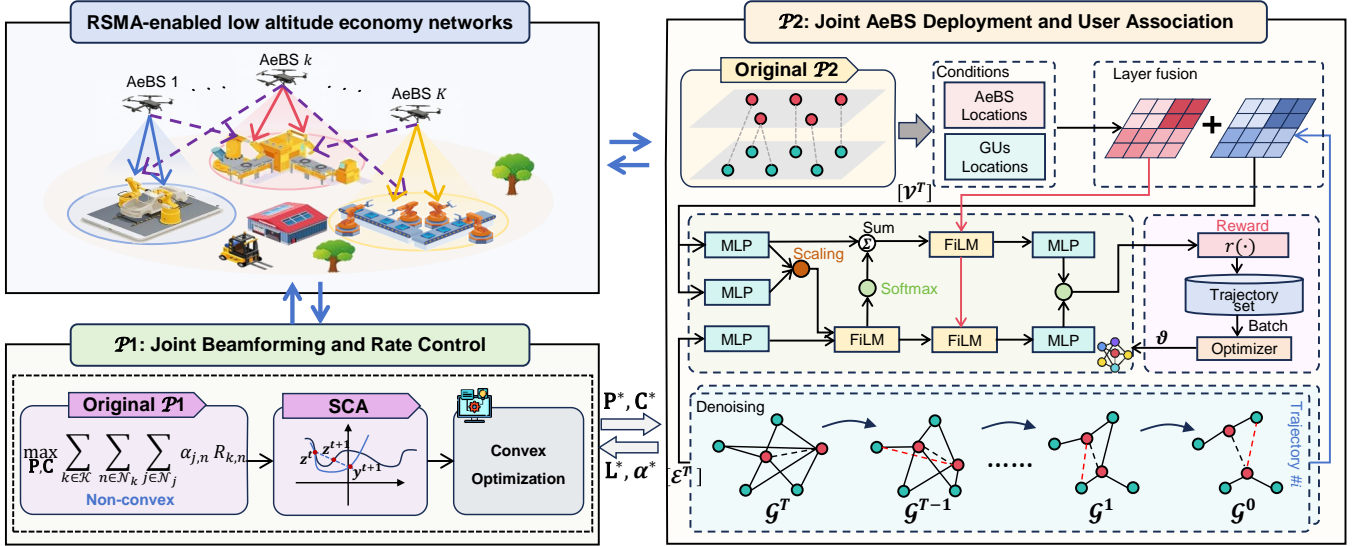 RSMA-enabled low altitude economy networks
AeBS 1
AeBS k
AeBS K
. . . .
. . .
𝒫1: Joint Beamforming and Rate Control
Original 𝒫1
max
P,C
∑ k∈𝒦 ∑ n∈𝒩_k ∑ j∈𝒩_j α_{j,n} R_{k,n}
Non-convex
SCA
z^t
z^{t+1}
y^{t+1}
Convex
Optimization
P*, C*
L*, α*
𝒫2: Joint AeBS Deployment and User Association
Original 𝒫2
Conditions
AeBS
Locations
GUs
Locations
Layer fusion
+
[𝒱^T]
MLP
MLP
MLP
Scaling
Sum
Σ
Softmax
FiLM
FiLM
FiLM
MLP
MLP
Reward
r(·)
Trajectory
set
Batch
Optimizer
ϑ
Denoising
[ℰ^T]
𝒢^T
𝒢^{T-1}
......
𝒢^1
𝒢^0
Trajectory #i